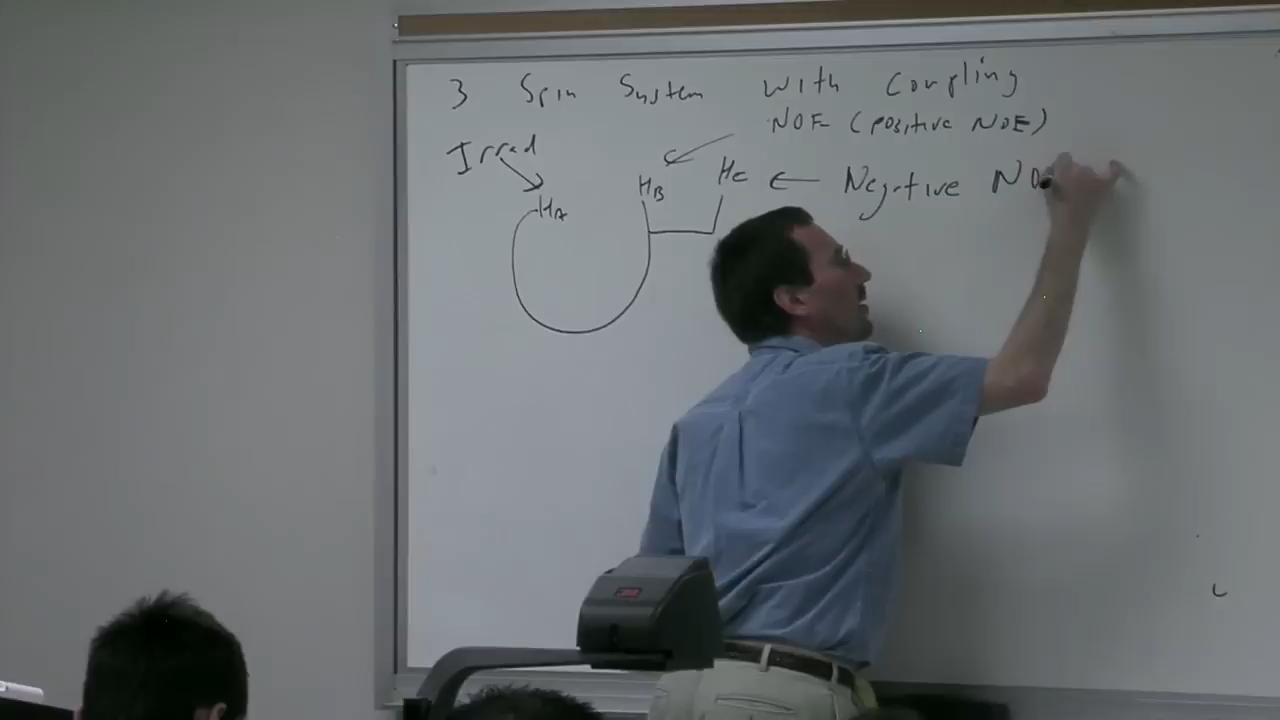 3 Spin System with Coupling
NOE (positive NOE)
Irrad
HA
HB
HC ← Negative NO